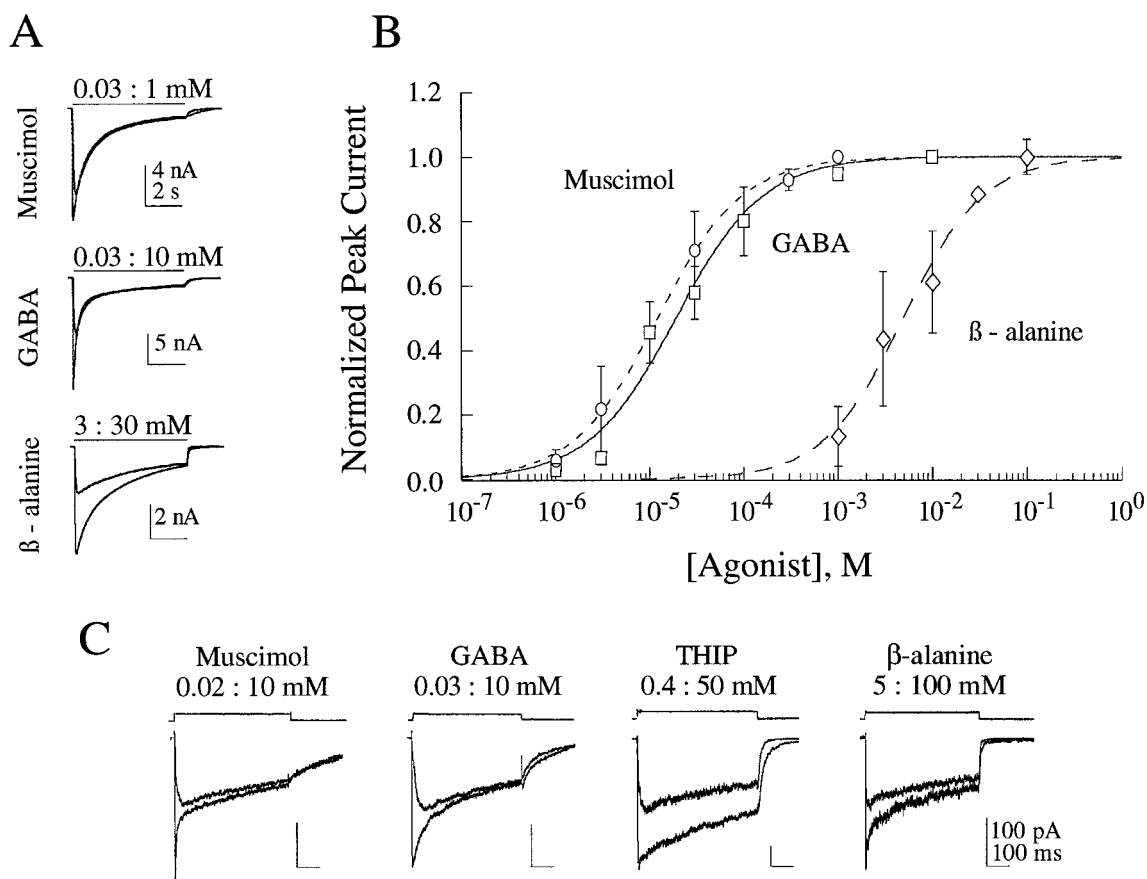 A
0.03 : 1 mM
Muscimol
4 nA
2 s
0.03 : 10 mM
GABA
5 nA
3 : 30 mM
ß - alanine
2 nA
B
Normalized Peak Current
1.2
1.0
0.8
0.6
0.4
0.2
0.0
Muscimol
GABA
ß - alanine
10⁻⁷ 10⁻⁶ 10⁻⁵ 10⁻⁴ 10⁻³ 10⁻² 10⁻¹ 10⁰
[Agonist], M
C
Muscimol
0.02 : 10 mM
GABA
0.03 : 10 mM
THIP
0.4 : 50 mM
β-alanine
5 : 100 mM
100 pA
100 ms